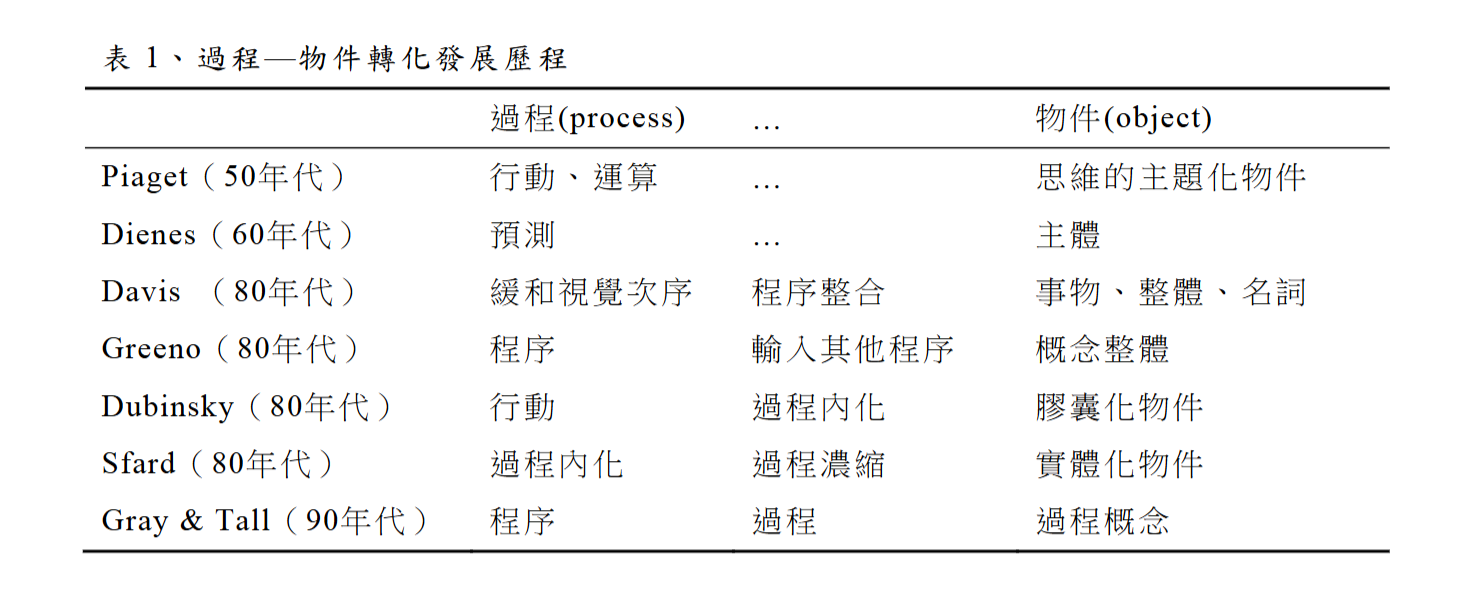 表 1、過程—物件轉化發展歷程
過程(process) … 物件(object)
Piaget（50年代） 行動、運算 … 思維的主題化物件
Dienes（60年代） 預測 … 主體
Davis （80年代） 緩和視覺次序 程序整合 事物、整體、名詞
Greeno（80年代） 程序 輸入其他程序 概念整體
Dubinsky（80年代） 行動 過程內化 膠囊化物件
Sfard（80年代） 過程內化 過程濃縮 實體化物件
Gray & Tall（90年代） 程序 過程 過程概念